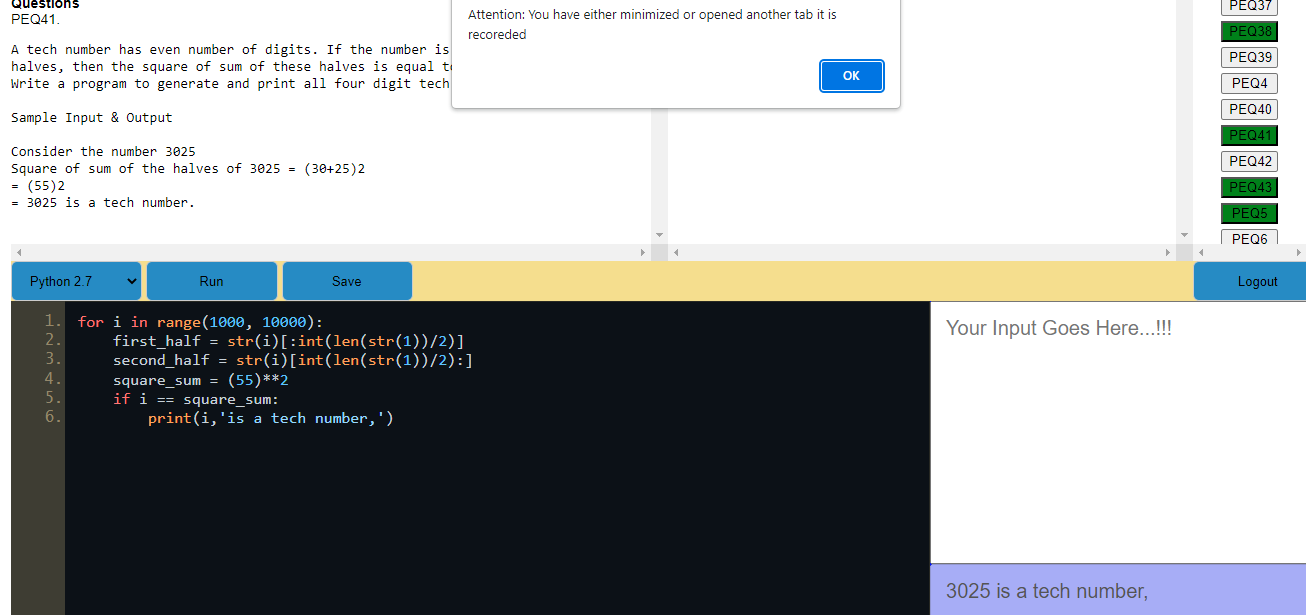 Questions
PEQ41.
A tech number has even number of digits. If the number is
halves, then the square of sum of these halves is equal to
Write a program to generate and print all four digit tech
Sample Input & Output
Consider the number 3025
Square of sum of the halves of 3025 = (30+25)2
= (55)2
= 3025 is a tech number.
Attention: You have either minimized or opened another tab it is
recoreded
OK
PEQ37
PEQ38
PEQ39
PEQ4
PEQ40
PEQ41
PEQ42
PEQ43
PEQ5
PEQ6
Python 2.7
Run
Save
Logout
1. for i in range(1000, 10000):
2. first_half = str(i)[:int(len(str(1))/2)]
3. second_half = str(i)[int(len(str(1))/2):]
4. square_sum = (55)**2
5. if i == square_sum:
6. print(i,'is a tech number,')
Your Input Goes Here...!!!
3025 is a tech number,